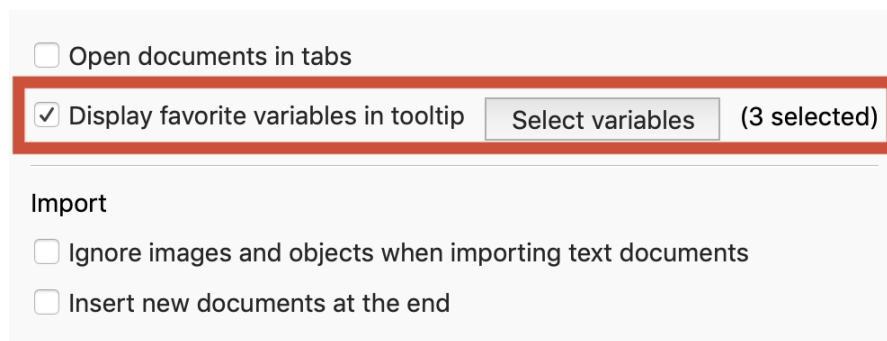 Open documents in tabs
Display favorite variables in tooltip Select variables (3 selected)
Import
Ignore images and objects when importing text documents
Insert new documents at the end